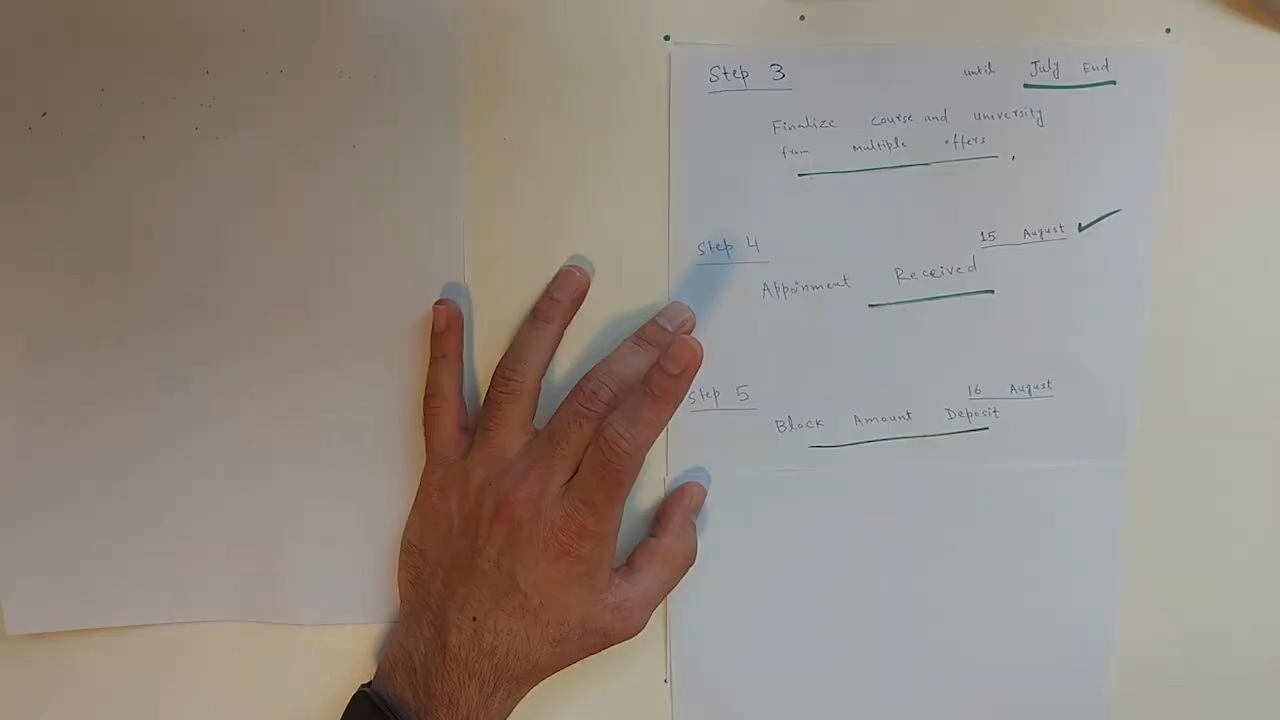 Step 3 until July End
Finalize course and university
from multiple offers.
Step 4 15 August
Appoinment Received
Step 5 16 August
Block Amount Deposit